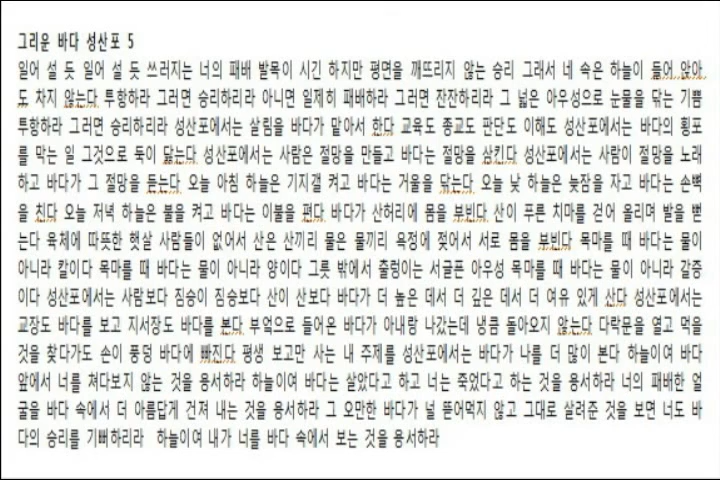 그리운 바다 성산포 5
일어 설 듯 일어 설 듯 쓰러지는 너의 패배 발목이 시긴 하지만 평면을 깨뜨리지 않는 승리 그래서 네 속은 하늘이 들어 앉아
도 차지 않는다 투항하라 그러면 승리하리라 아니면 일제히 패배하라 그러면 잔잔하리라 그 넓은 아우성으로 눈물을 닦는 기쁨
투항하라 그러면 승리하리라 성산포에서는 살림을 바다가 맡아서 한다 교육도 종교도 판단도 이해도 성산포에서는 바다의 횡포
를 막는 일 그것으로 둑이 닳는다 성산포에서는 사람은 절망을 만들고 바다는 절망을 삼킨다 성산포에서는 사람이 절망을 노래
하고 바다가 그 절망을 듣는다 오늘 아침 하늘은 기지갤 켜고 바다는 거울을 닦는다 오늘 낮 하늘은 늦잠을 자고 바다는 손뼉
을 친다 오늘 저녁 하늘은 불을 켜고 바다는 이불을 편다 바다가 산허리에 몸을 부빈다 산이 푸른 치마를 걷어 올리며 발을 뻗
는다 육체에 따뜻한 햇살 사람들이 없어서 산은 산끼리 물은 물끼리 욕정에 젖어서 서로 몸을 부빈다 목마를 때 바다는 물이
아니라 칼이다 목마를 때 바다는 물이 아니라 양이다 그릇 밖에서 출렁이는 서글픈 아우성 목마를 때 바다는 물이 아니라 갈증
이다 성산포에서는 사람보다 짐승이 짐승보다 산이 산보다 바다가 더 높은 데서 더 깊은 데서 더 여유 있게 산다 성산포에서는
교장도 바다를 보고 지서장도 바다를 본다 부엌으로 들어온 바다가 아내랑 나갔는데 냉큼 돌아오지 않는다 다락문을 열고 먹을
것을 찾다가도 손이 풍덩 바다에 빠진다 평생 보고만 사는 내 주제를 성산포에서는 바다가 나를 더 많이 본다 하늘이여 바다
앞에서 너를 쳐다보지 않는 것을 용서하라 하늘이여 바다는 살았다고 하고 너는 죽었다고 하는 것을 용서하라 너의 패배한 얼
굴을 바다 속에서 더 아름답게 건져 내는 것을 용서하라 그 오만한 바다가 널 뜯어먹지 않고 그대로 살려준 것을 보면 너도 바
다의 승리를 기뻐하리라 하늘이여 내가 너를 바다 속에서 보는 것을 용서하라